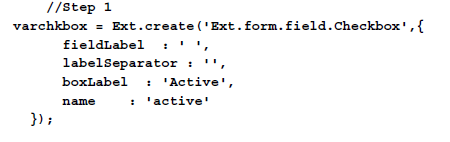 //Step 1
varchkbox = Ext.create('Ext.form.field.Checkbox',{
fieldLabel : ' ',
labelSeparator : '',
boxLabel : 'Active',
name : 'active'
});